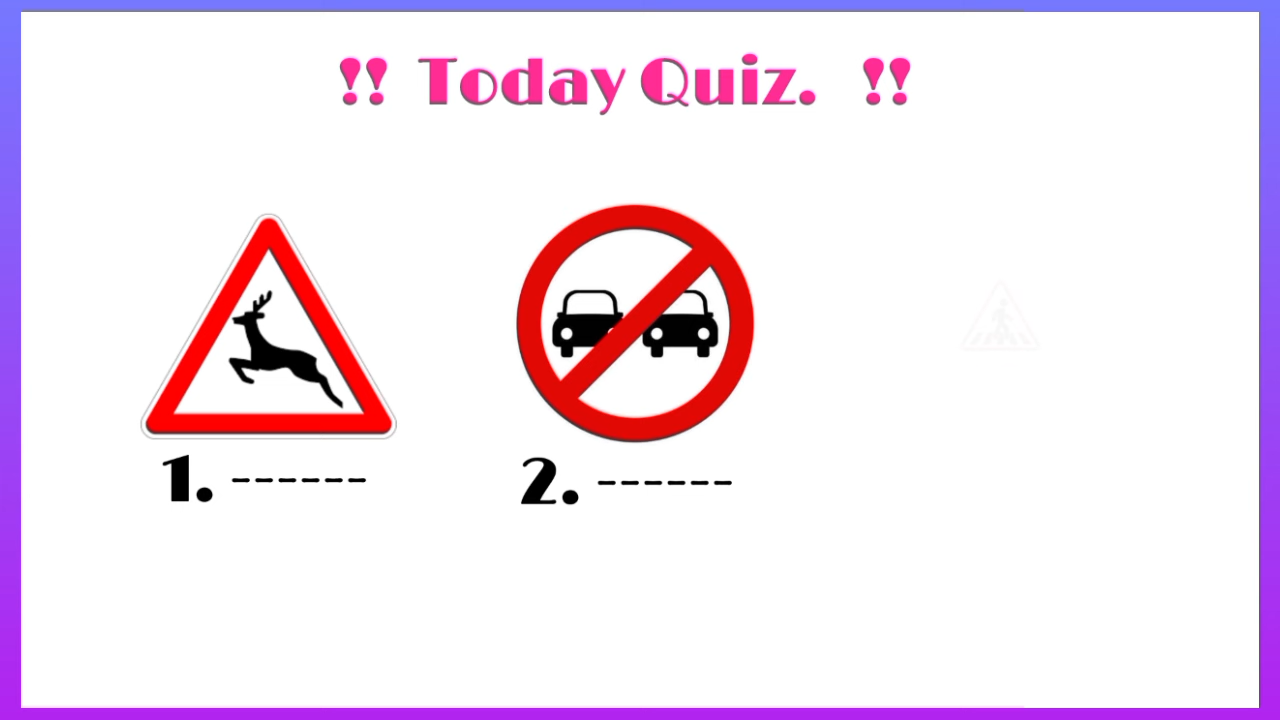 !! Today Quiz. !!
1. ------
2. ------